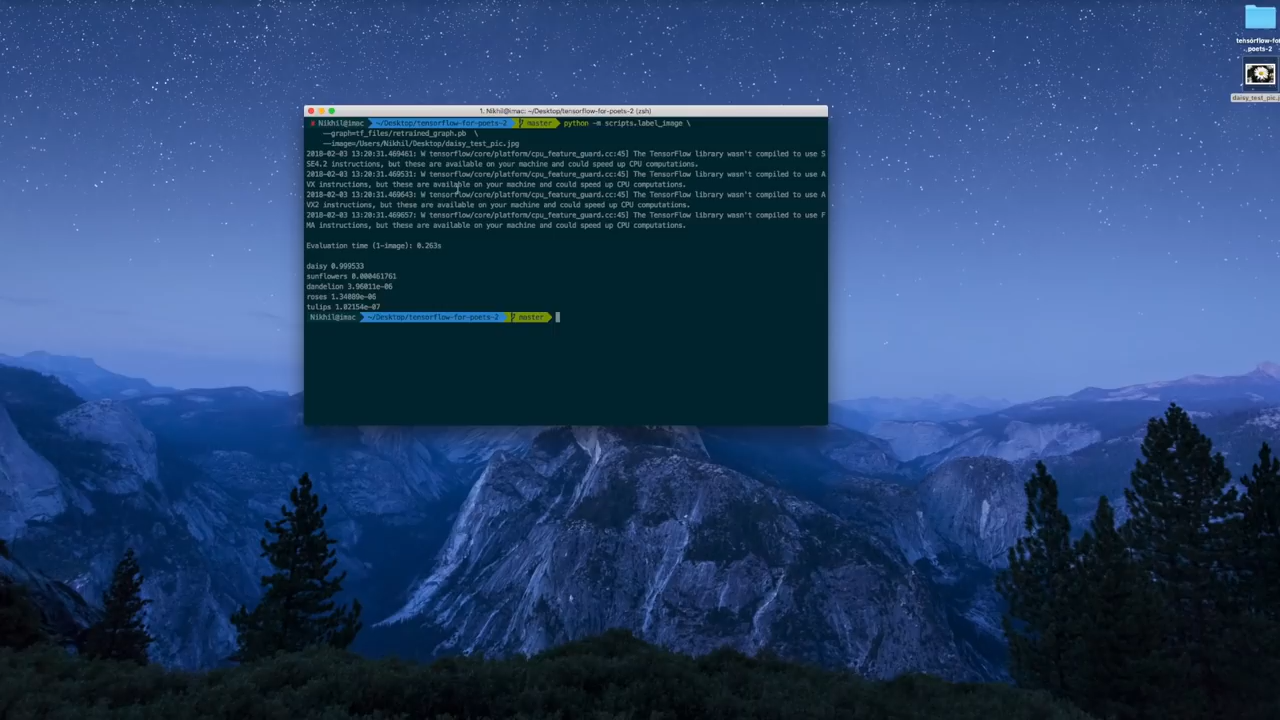 tensorflow-for
-poets-2
daisy_test_pic.j
1. Nikhil@imac: ~/Desktop/tensorflow-for-poets-2 (zsh)
Nikhil@imac ~/Desktop/tensorflow-for-poets-2 master python -m scripts.label_image \
--graph=tf_files/retrained_graph.pb \
--image=/Users/Nikhil/Desktop/daisy_test_pic.jpg
2018-02-03 13:20:31.469461: W tensorflow/core/platform/cpu_feature_guard.cc:45] The TensorFlow library wasn't compiled to use S
SE4.2 instructions, but these are available on your machine and could speed up CPU computations.
2018-02-03 13:20:31.469531: W tensorflow/core/platform/cpu_feature_guard.cc:45] The TensorFlow library wasn't compiled to use A
VX instructions, but these are available on your machine and could speed up CPU computations.
2018-02-03 13:20:31.469643: W tensorflow/core/platform/cpu_feature_guard.cc:45] The TensorFlow library wasn't compiled to use A
VX2 instructions, but these are available on your machine and could speed up CPU computations.
2018-02-03 13:20:31.469657: W tensorflow/core/platform/cpu_feature_guard.cc:45] The TensorFlow library wasn't compiled to use F
MA instructions, but these are available on your machine and could speed up CPU computations.
Evaluation time (1-image): 0.263s
daisy 0.999533
sunflowers 0.000461761
dandelion 3.96011e-06
roses 1.34089e-06
tulips 1.02154e-07
Nikhil@imac ~/Desktop/tensorflow-for-poets-2 master